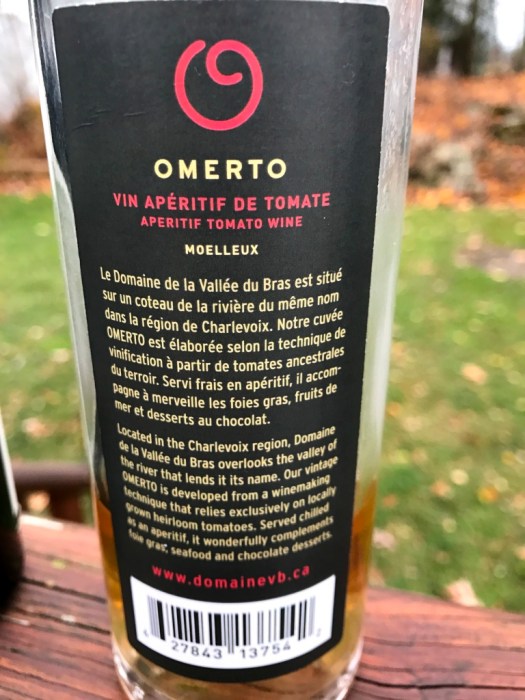 OMERTO
VIN APÉRITIF DE TOMATE
APERITIF TOMATO WINE
MOELLEUX
Le Domaine de la Vallée du Bras est situé
sur un coteau de la rivière du même nom
dans la région de Charlevoix. Notre cuvée
OMERTO est élaborée selon la technique de
vinification à partir de tomates ancestrales
du terroir. Servi frais en apéritif, il accom-
pagne à merveille les foies gras, fruits de
mer et desserts au chocolat.
Located in the Charlevoix region, Domaine
de la Vallée du Bras overlooks the valley of
the river that lends it its name. Our vintage
OMERTO is developed from a winemaking
technique that relies exclusively on locally
grown heirloom tomatoes. Served chilled
as an aperitif, it wonderfully complements
foie gras, seafood and chocolate desserts.
www.domainevb.ca
27843 13754